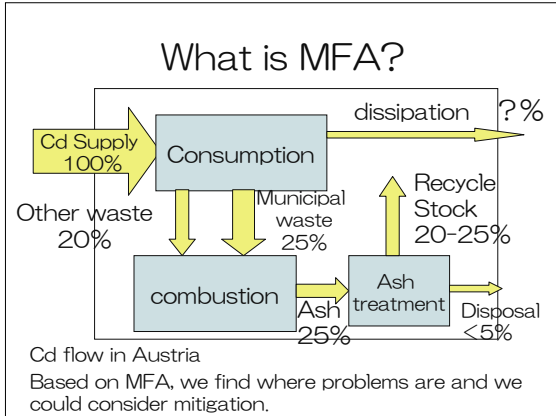 What is MFA?
dissipation
?%
Cd Supply
100%
Consumption
Other waste
20%
Municipal
waste
25%
Recycle
Stock
20-25%
combustion
Ash
25%
Ash
treatment
Disposal
<5%
Cd flow in Austria
Based on MFA, we find where problems are and we
could consider mitigation.